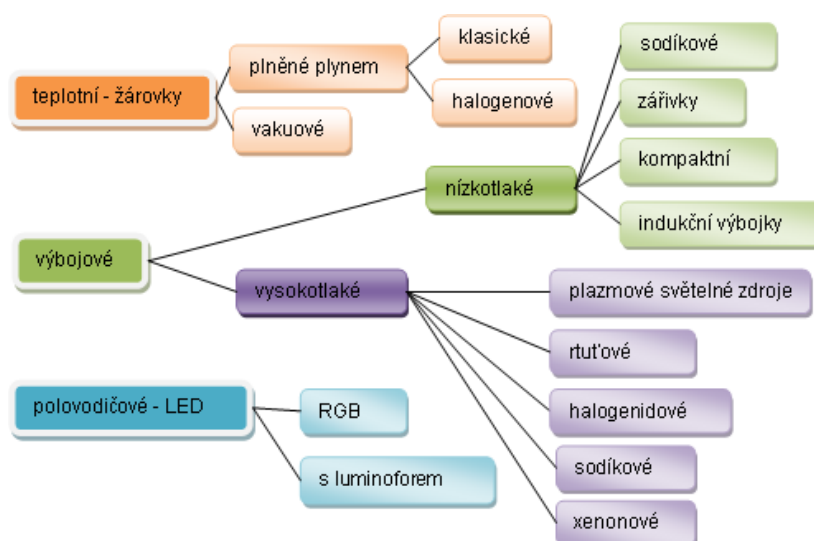 teplotní - žárovky
plněné plynem
klasické
halogenové
vakuové
výbojové
nízkotlaké
sodíkové
zářivky
kompaktní
indukční výbojky
vysokotlaké
plazmové světelné zdroje
rtuťové
halogenidové
sodíkové
xenonové
polovodičové - LED
RGB
s luminoforem